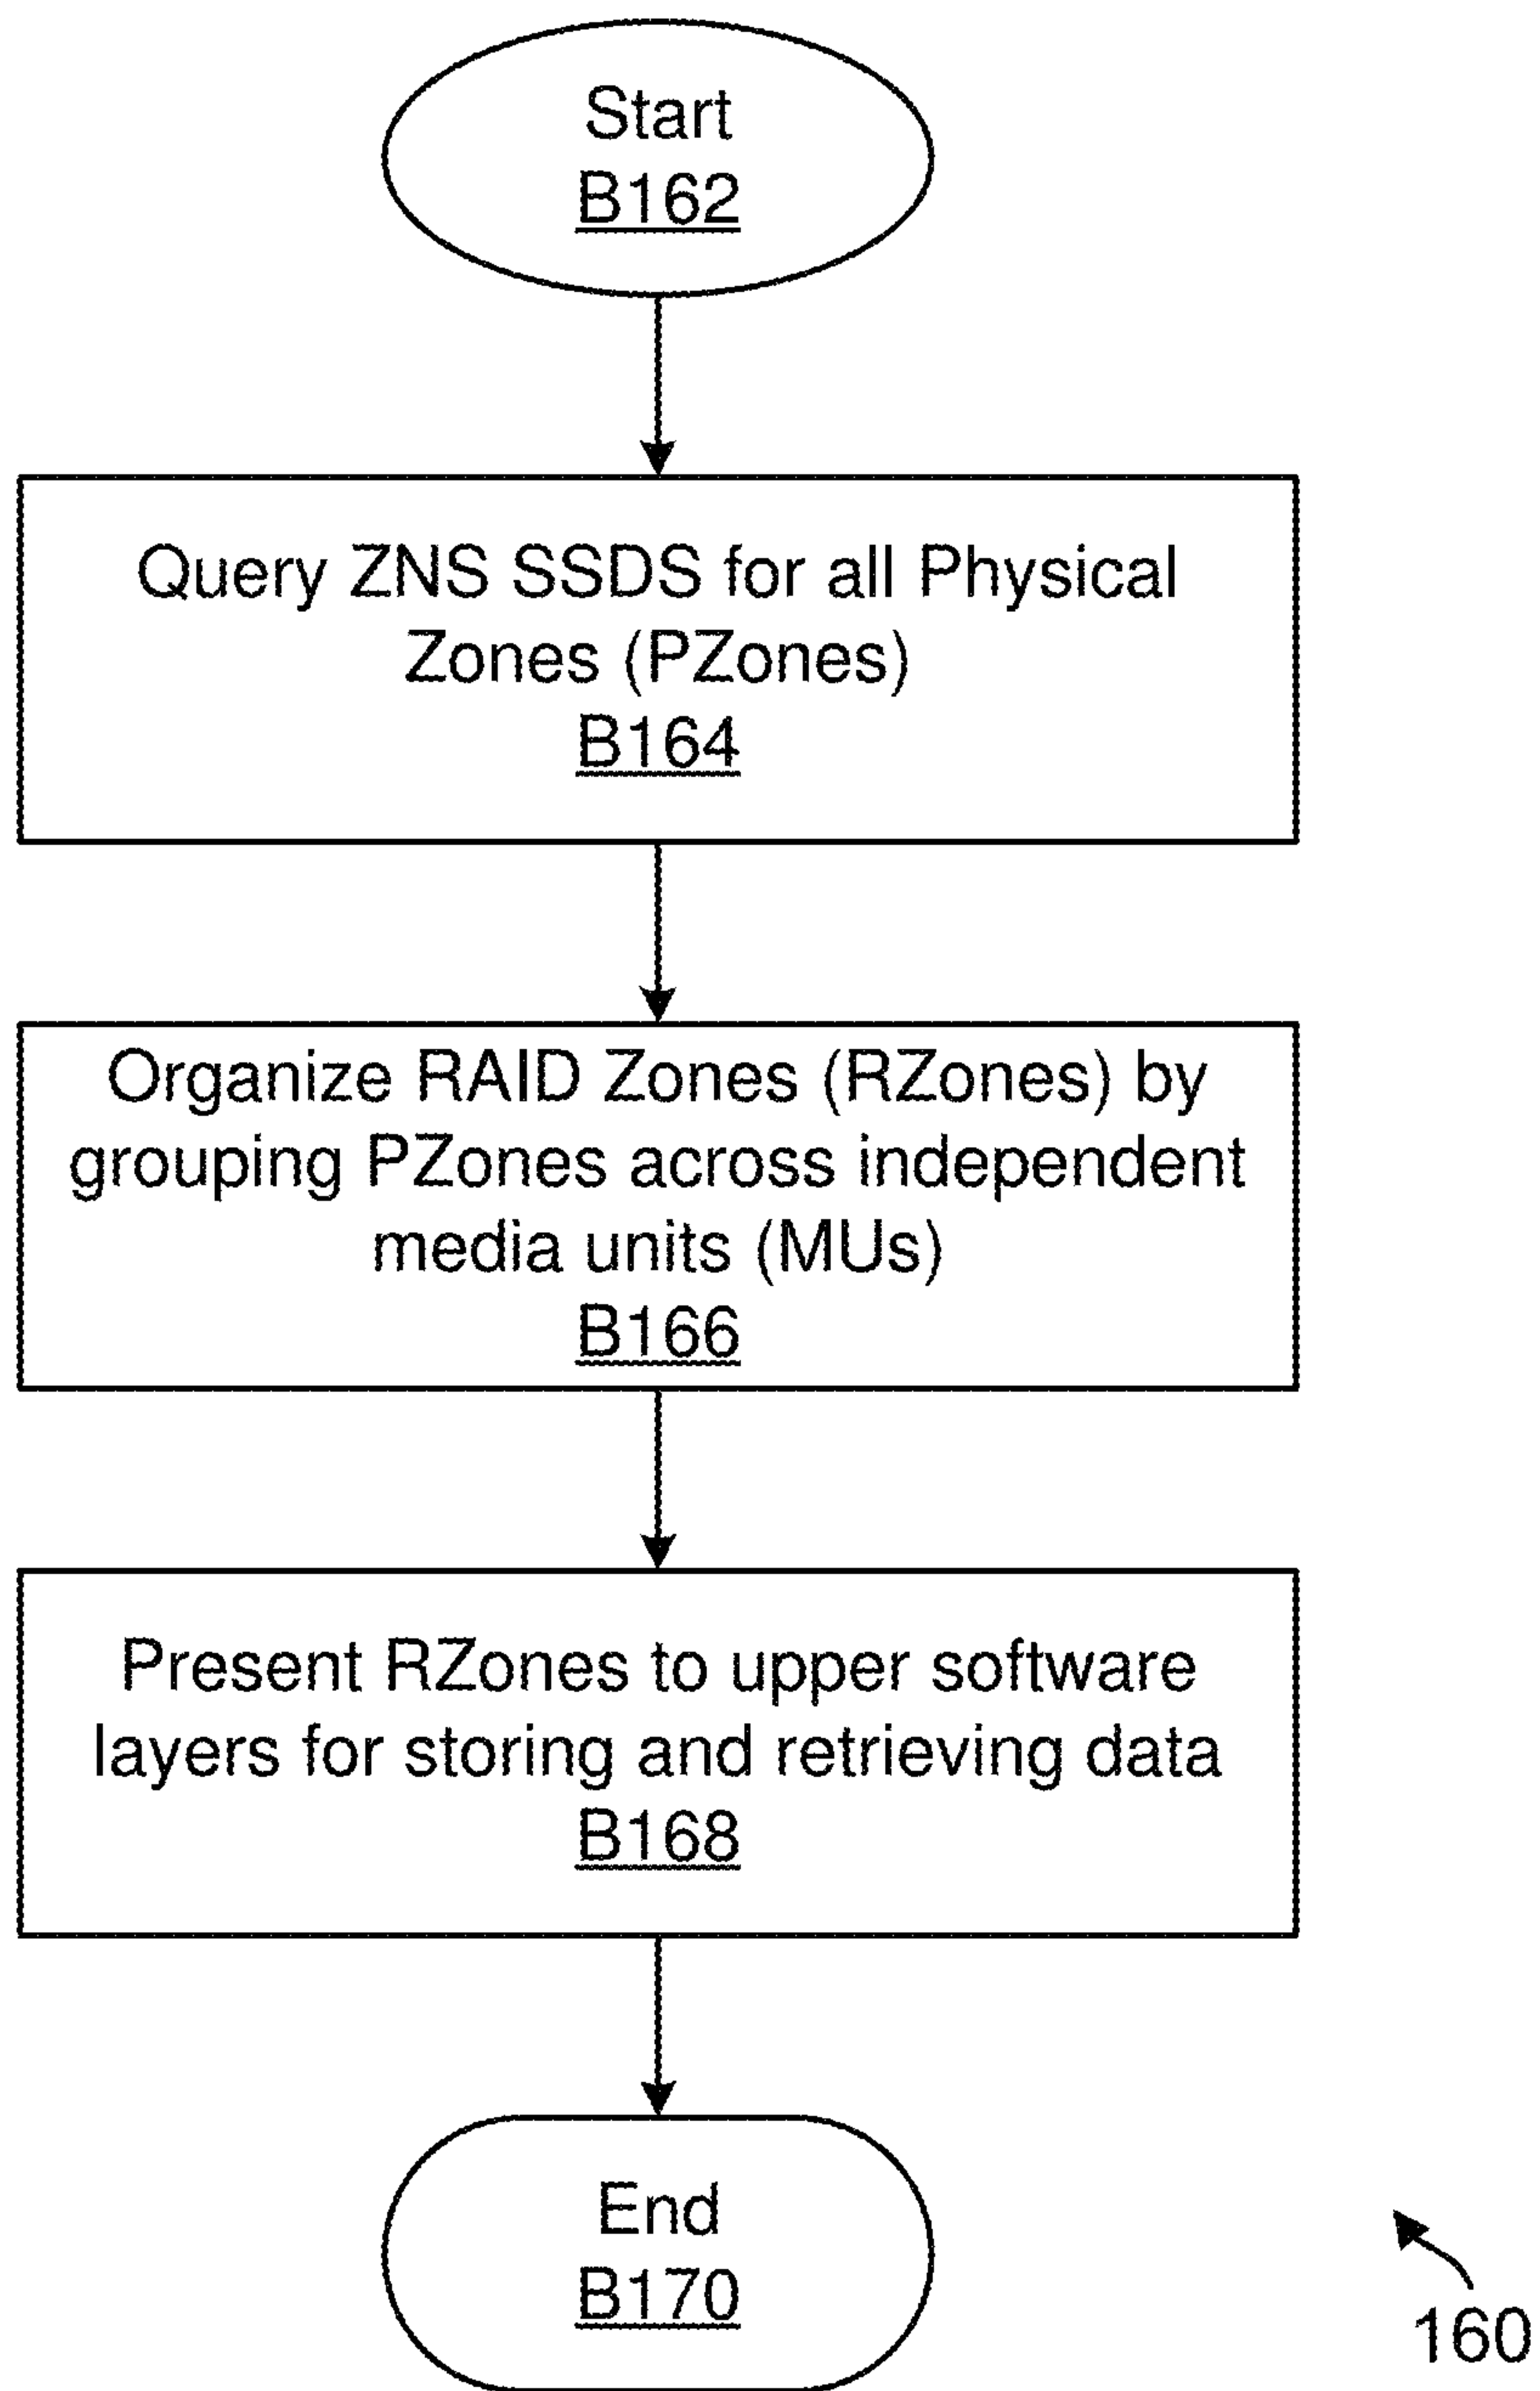 Start
B162
Query ZNS SSDS for all Physical
Zones (PZones)
B164
Organize RAID Zones (RZones) by
grouping PZones across independent
media units (MUs)
B166
Present RZones to upper software
layers for storing and retrieving data
B168
End
B170
160